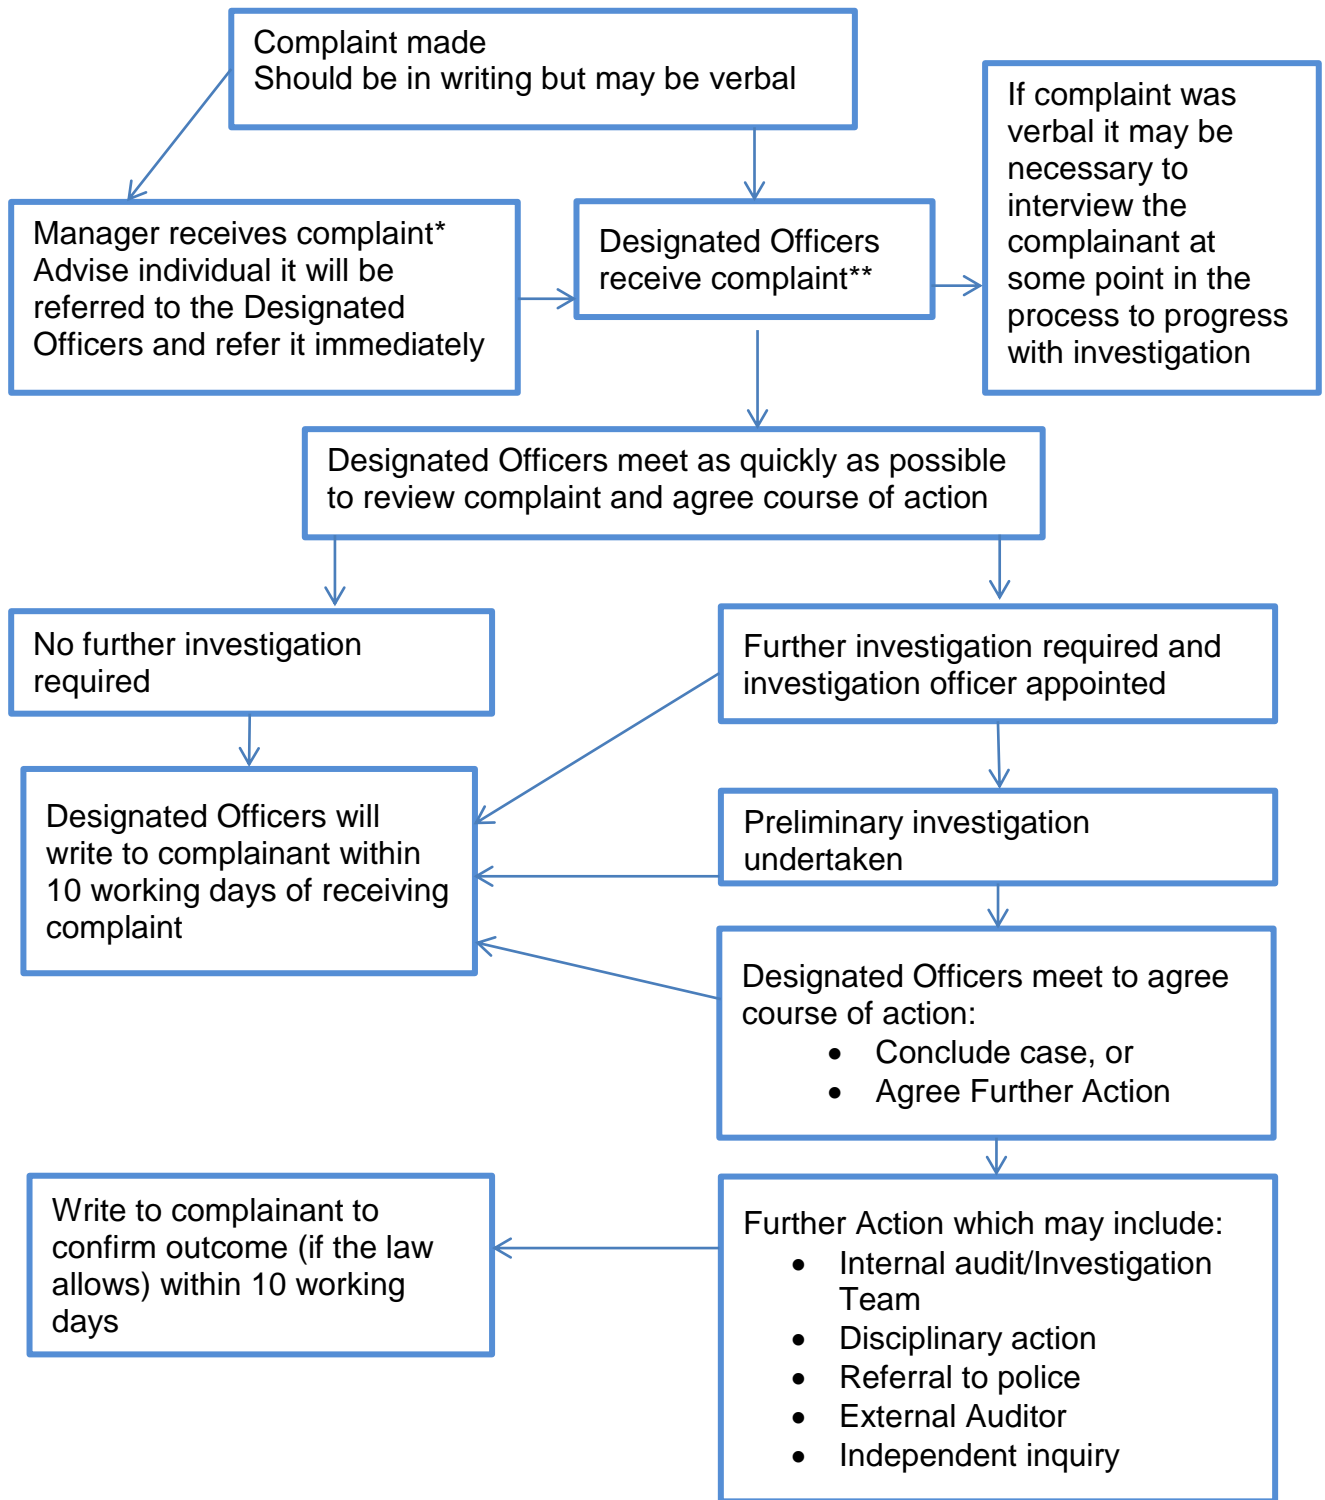 Complaint made
Should be in writing but may be verbal
If complaint was
verbal it may be
necessary to
interview the
complainant at
some point in the
process to progress
with investigation
Manager receives complaint*
Advise individual it will be
referred to the Designated
Officers and refer it immediately
Designated Officers
receive complaint**
Designated Officers meet as quickly as possible
to review complaint and agree course of action
No further investigation
required
Further investigation required and
investigation officer appointed
Designated Officers will
write to complainant within
10 working days of receiving
complaint
Preliminary investigation
undertaken
Designated Officers meet to agree
course of action:
• Conclude case, or
• Agree Further Action
Write to complainant to
confirm outcome (if the law
allows) within 10 working
days
Further Action which may include:
• Internal audit/Investigation
Team
• Disciplinary action
• Referral to police
• External Auditor
• Independent inquiry